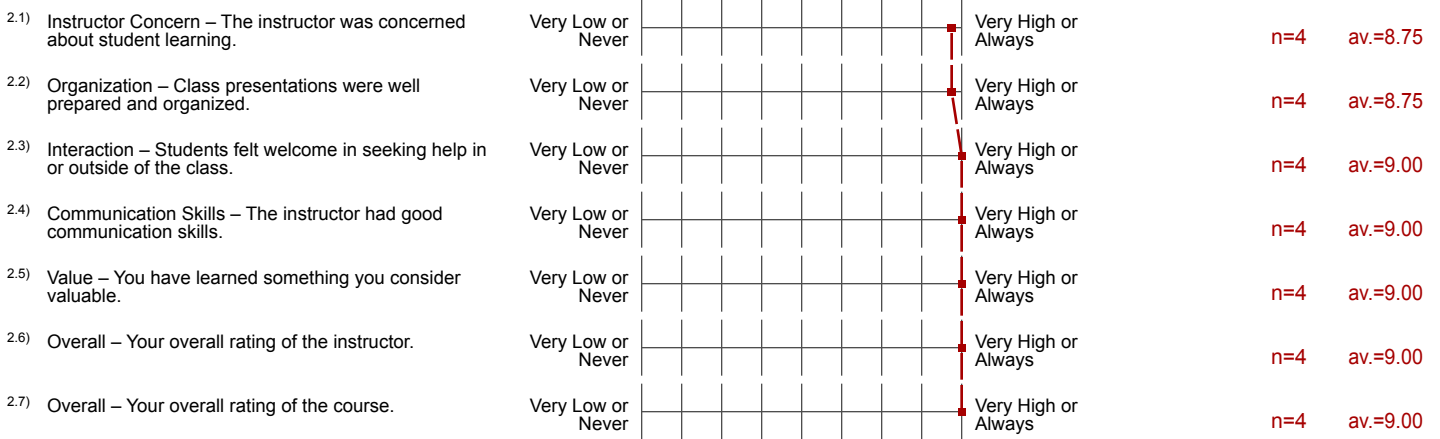 2.1) Instructor Concern – The instructor was concerned
about student learning.
Very Low or
Never
Very High or
Always
n=4 av.=8.75
2.2) Organization – Class presentations were well
prepared and organized.
Very Low or
Never
Very High or
Always
n=4 av.=8.75
2.3) Interaction – Students felt welcome in seeking help in
or outside of the class.
Very Low or
Never
Very High or
Always
n=4 av.=9.00
2.4) Communication Skills – The instructor had good
communication skills.
Very Low or
Never
Very High or
Always
n=4 av.=9.00
2.5) Value – You have learned something you consider
valuable.
Very Low or
Never
Very High or
Always
n=4 av.=9.00
2.6) Overall – Your overall rating of the instructor.
Very Low or
Never
Very High or
Always
n=4 av.=9.00
2.7) Overall – Your overall rating of the course.
Very Low or
Never
Very High or
Always
n=4 av.=9.00